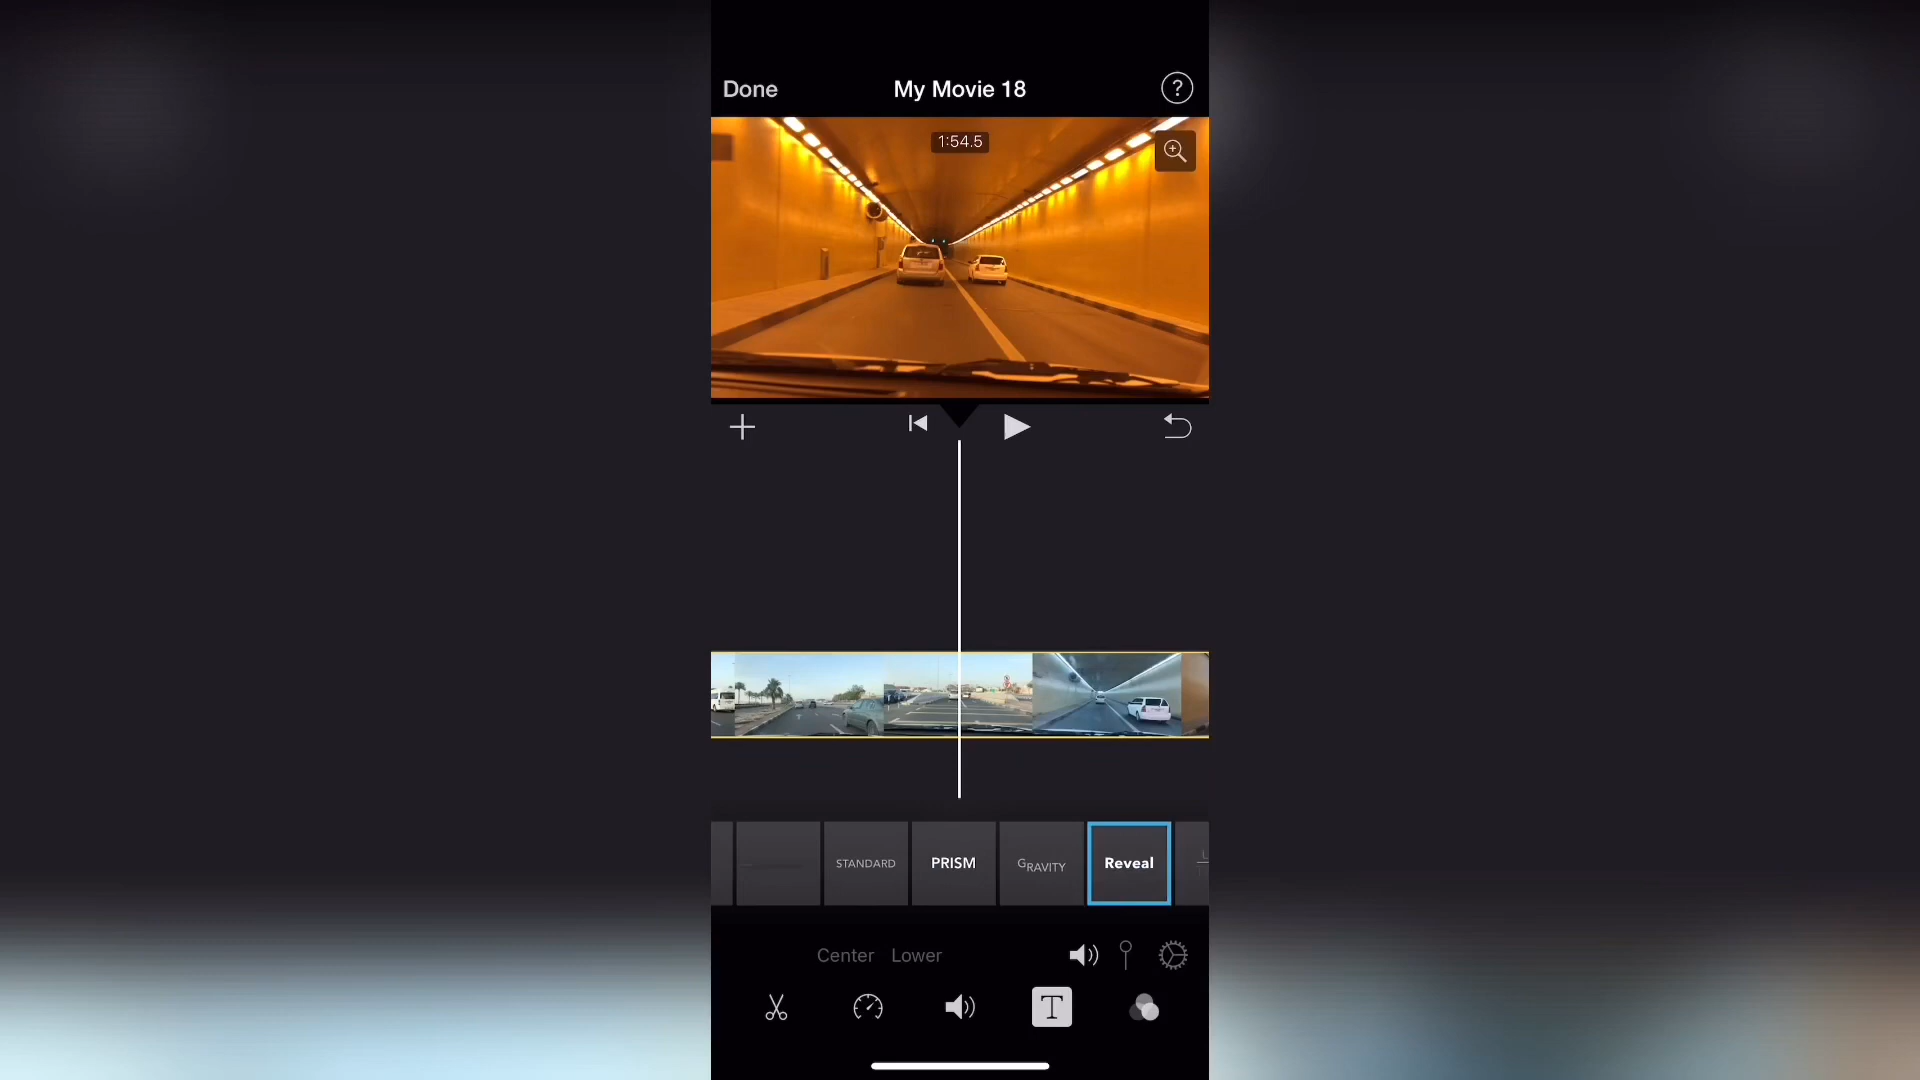 Done My Movie 18 ?
1:54.5
STANDARD PRISM GRAVITY Reveal
Center Lower
T